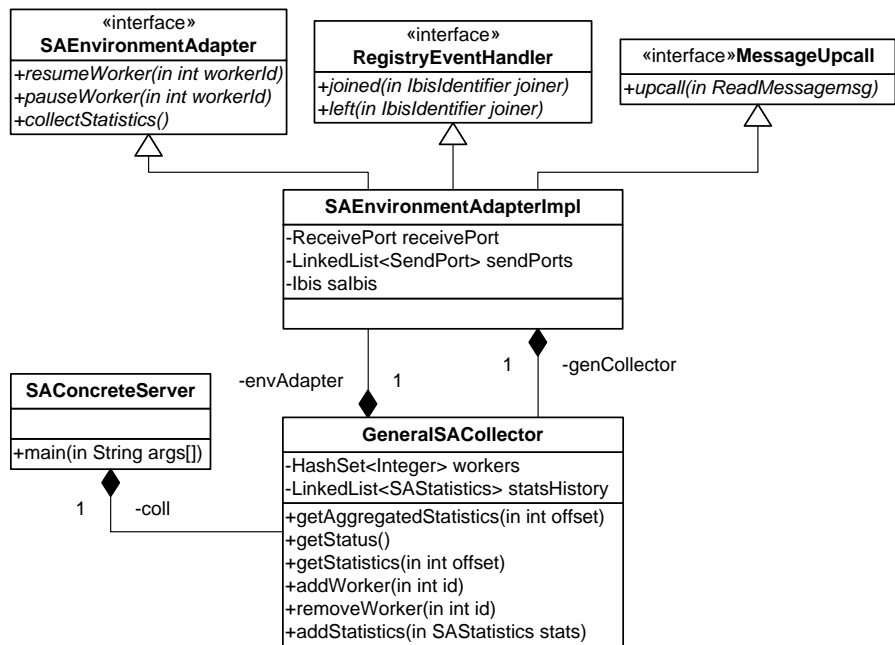 «interface»
SAEnvironmentAdapter
+resumeWorker(in int workerId)
+pauseWorker(in int workerId)
+collectStatistics()
«interface»
RegistryEventHandler
+joined(in IbisIdentifier joiner)
+left(in IbisIdentifier joiner)
«interface»MessageUpcall
+upcall(in ReadMessagemsg)
SAEnvironmentAdapterImpl
-ReceivePort receivePort
-LinkedList<SendPort> sendPorts
-Ibis saIbis
-envAdapter
1
1
-genCollector
SAConcreteServer
+main(in String args[])
1
-coll
GeneralSACollector
-HashSet<Integer> workers
-LinkedList<SAStatistics> statsHistory
+getAggregatedStatistics(in int offset)
+getStatus()
+getStatistics(in int offset)
+addWorker(in int id)
+removeWorker(in int id)
+addStatistics(in SAStatistics stats)